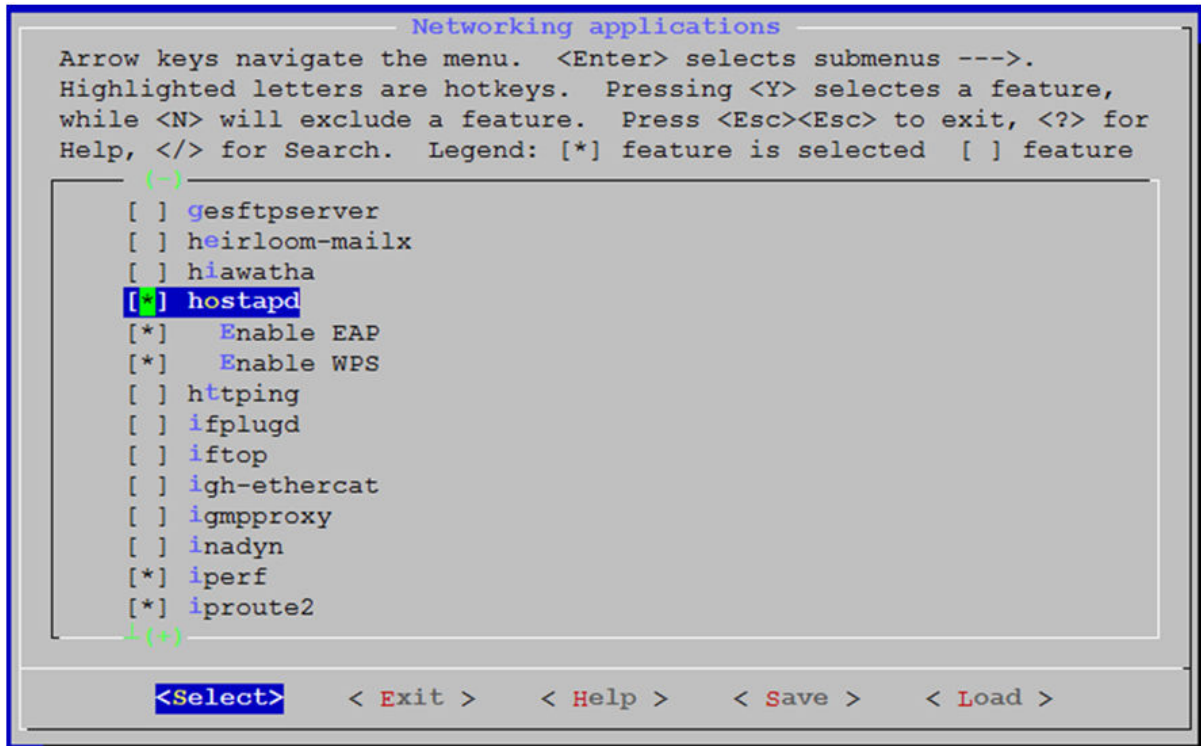 Networking applications
Arrow keys navigate the menu.  <Enter> selects submenus --->.
Highlighted letters are hotkeys.  Pressing <Y> selectes a feature,
while <N> will exclude a feature.  Press <Esc><Esc> to exit, <?> for
Help, </> for Search.  Legend: [*] feature is selected  [ ] feature
(-)
[ ] gesftpserver
[ ] heirloom-mailx
[ ] hiawatha
[*] hostapd
[*]   Enable EAP
[*]   Enable WPS
[ ] httping
[ ] ifplugd
[ ] iftop
[ ] igh-ethercat
[ ] igmpproxy
[ ] inadyn
[*] iperf
[*] iproute2
┴(+)
<Select>    < Exit >    < Help >    < Save >    < Load >